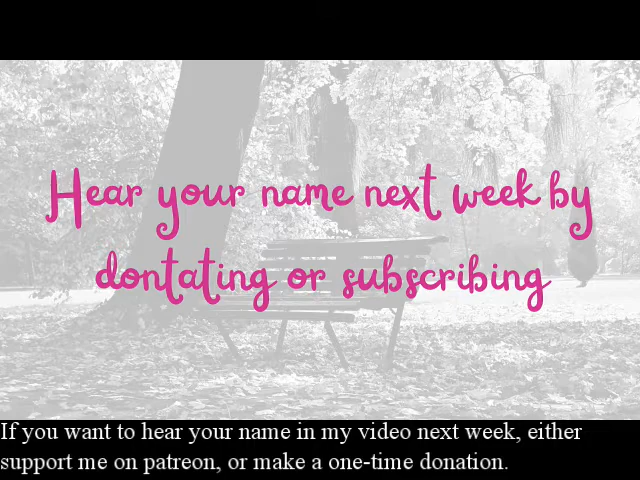 Hear your name next week by
dontating or subscribing
If you want to hear your name in my video next week, either
support me on patreon, or make a one-time donation.